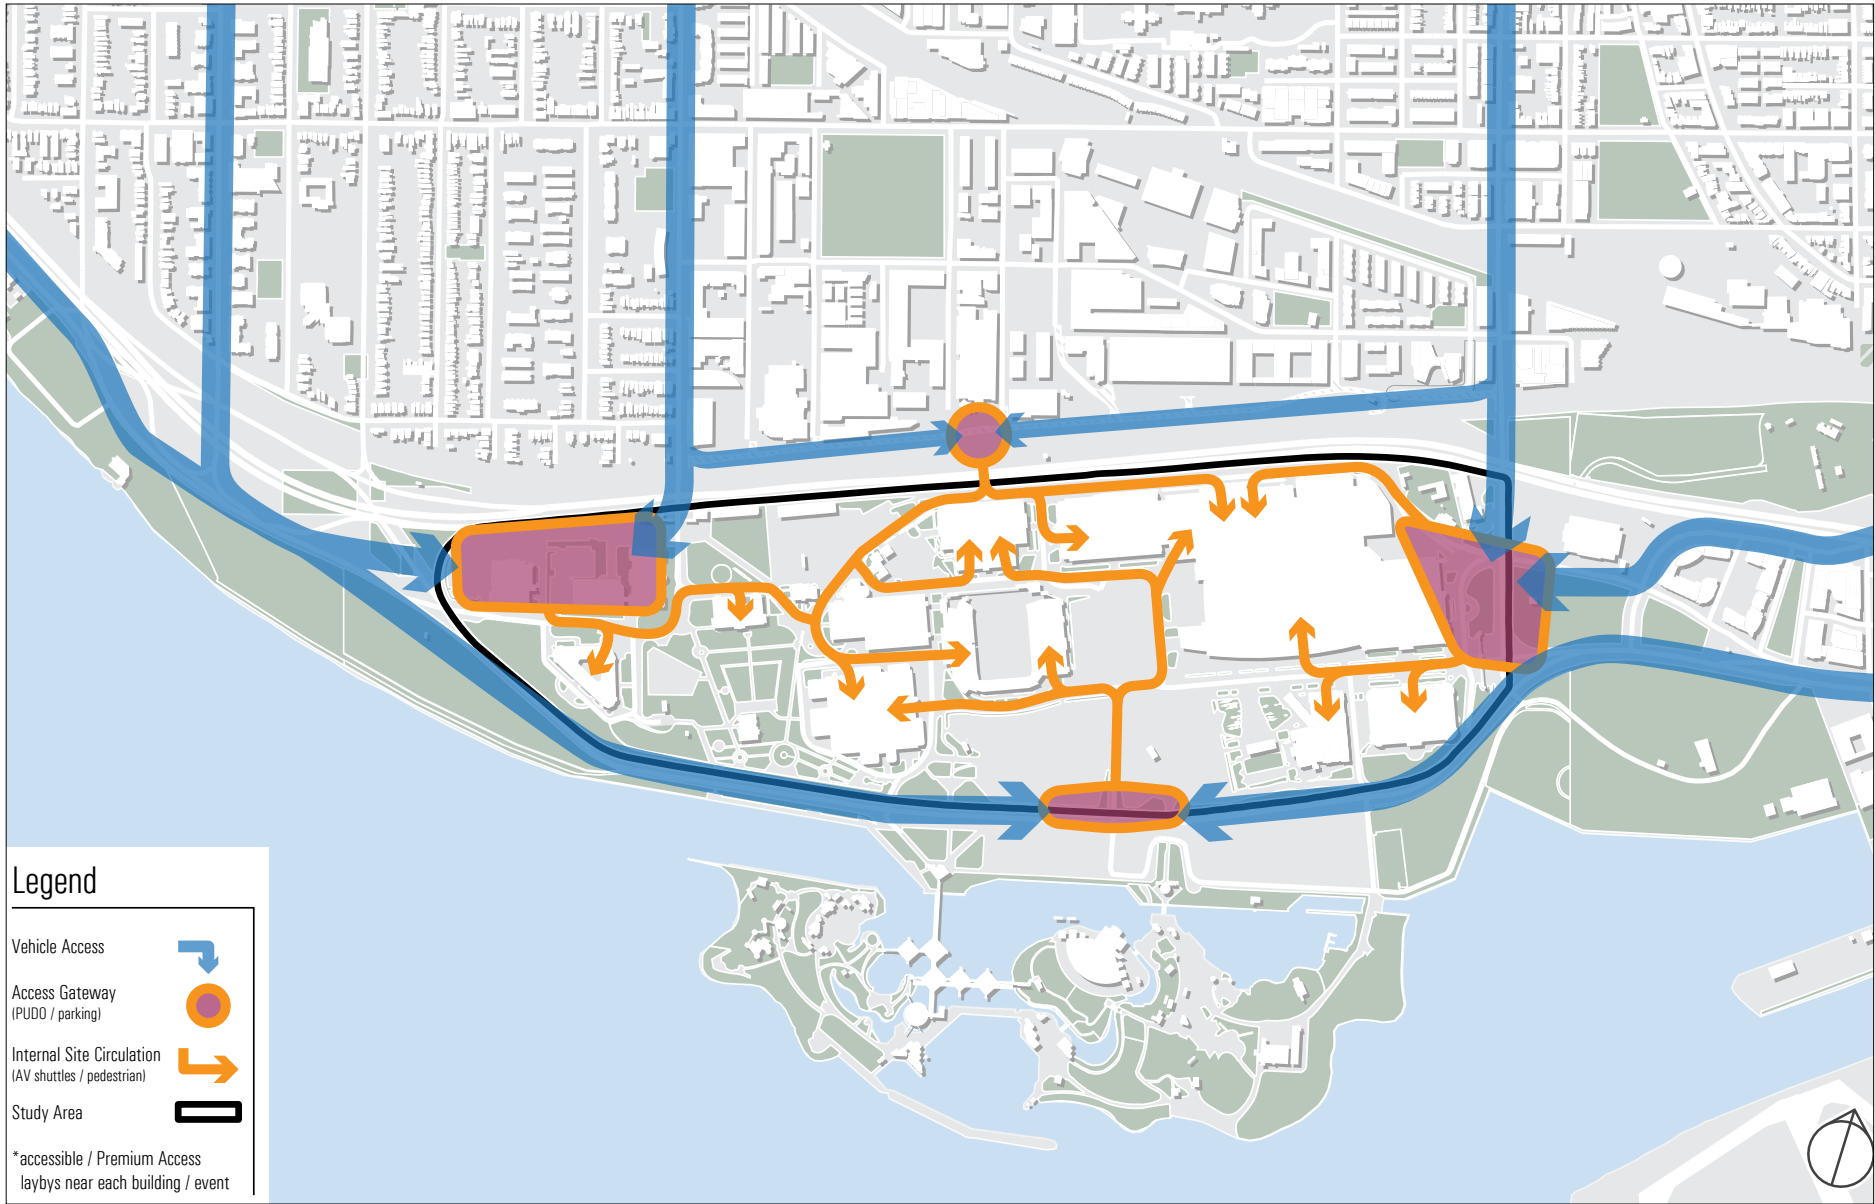 Legend
Vehicle Access
Access Gateway
(PUDO / parking)
Internal Site Circulation
(AV shuttles / pedestrian)
Study Area
*accessible / Premium Access
laybys near each building / event